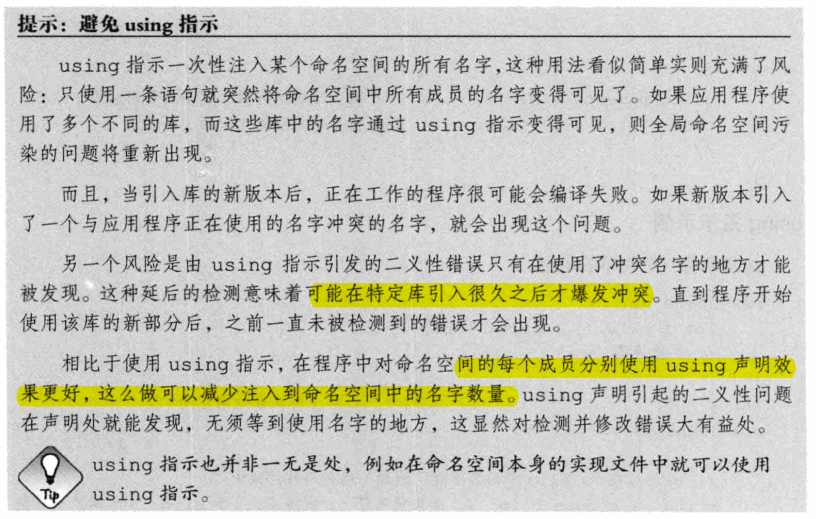 提示：避免 using 指示
using 指示一次性注入某个命名空间的所有名字，这种用法看似简单实则充满了风
险：只使用一条语句就突然将命名空间中所有成员的名字变得可见了。如果应用程序使
用了多个不同的库，而这些库中的名字通过 using 指示变得可见，则全局命名空间污
染的问题将重新出现。
而且，当引入库的新版本后，正在工作的程序很可能会编译失败。如果新版本引入
了一个与应用程序正在使用的名字冲突的名字，就会出现这个问题。
另一个风险是由 using 指示引发的二义性错误只有在使用了冲突名字的地方才能
被发现。这种延后的检测意味着可能在特定库引入很久之后才爆发冲突。直到程序开始
使用该库的新部分后，之前一直未被检测到的错误才会出现。
相比于使用 using 指示，在程序中对命名空间的每个成员分别使用 using 声明效
果更好，这么做可以减少注入到命名空间中的名字数量。using 声明引起的二义性问题
在声明处就能发现，无须等到使用名字的地方，这显然对检测并修改错误大有益处。
using 指示也并非一无是处，例如在命名空间本身的实现文件中就可以使用
using 指示。
Tip